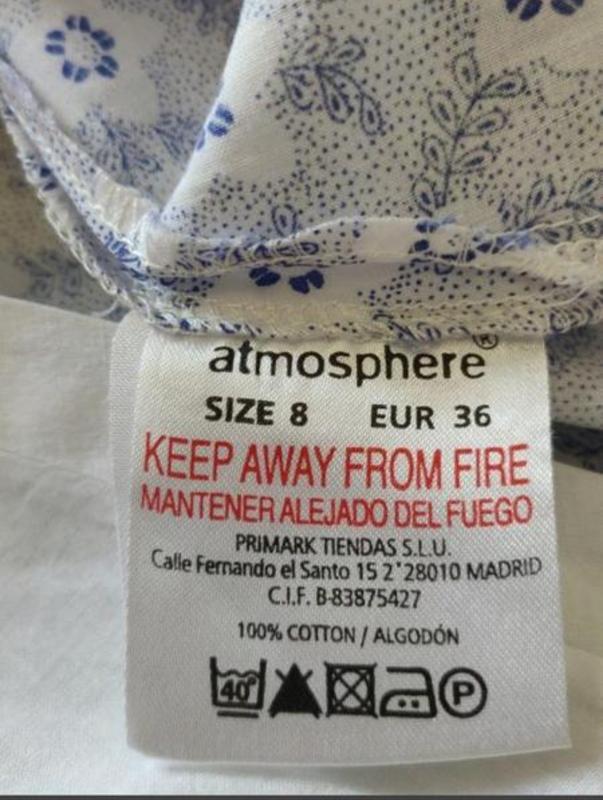 atmosphere®
SIZE 8 EUR 36
KEEP AWAY FROM FIRE
MANTENER ALEJADO DEL FUEGO
PRIMARK TIENDAS S.L.U.
Calle Fernando el Santo 15 2˚28010 MADRID
C.I.F. B-83875427
100% COTTON / ALGODÓN
40° P